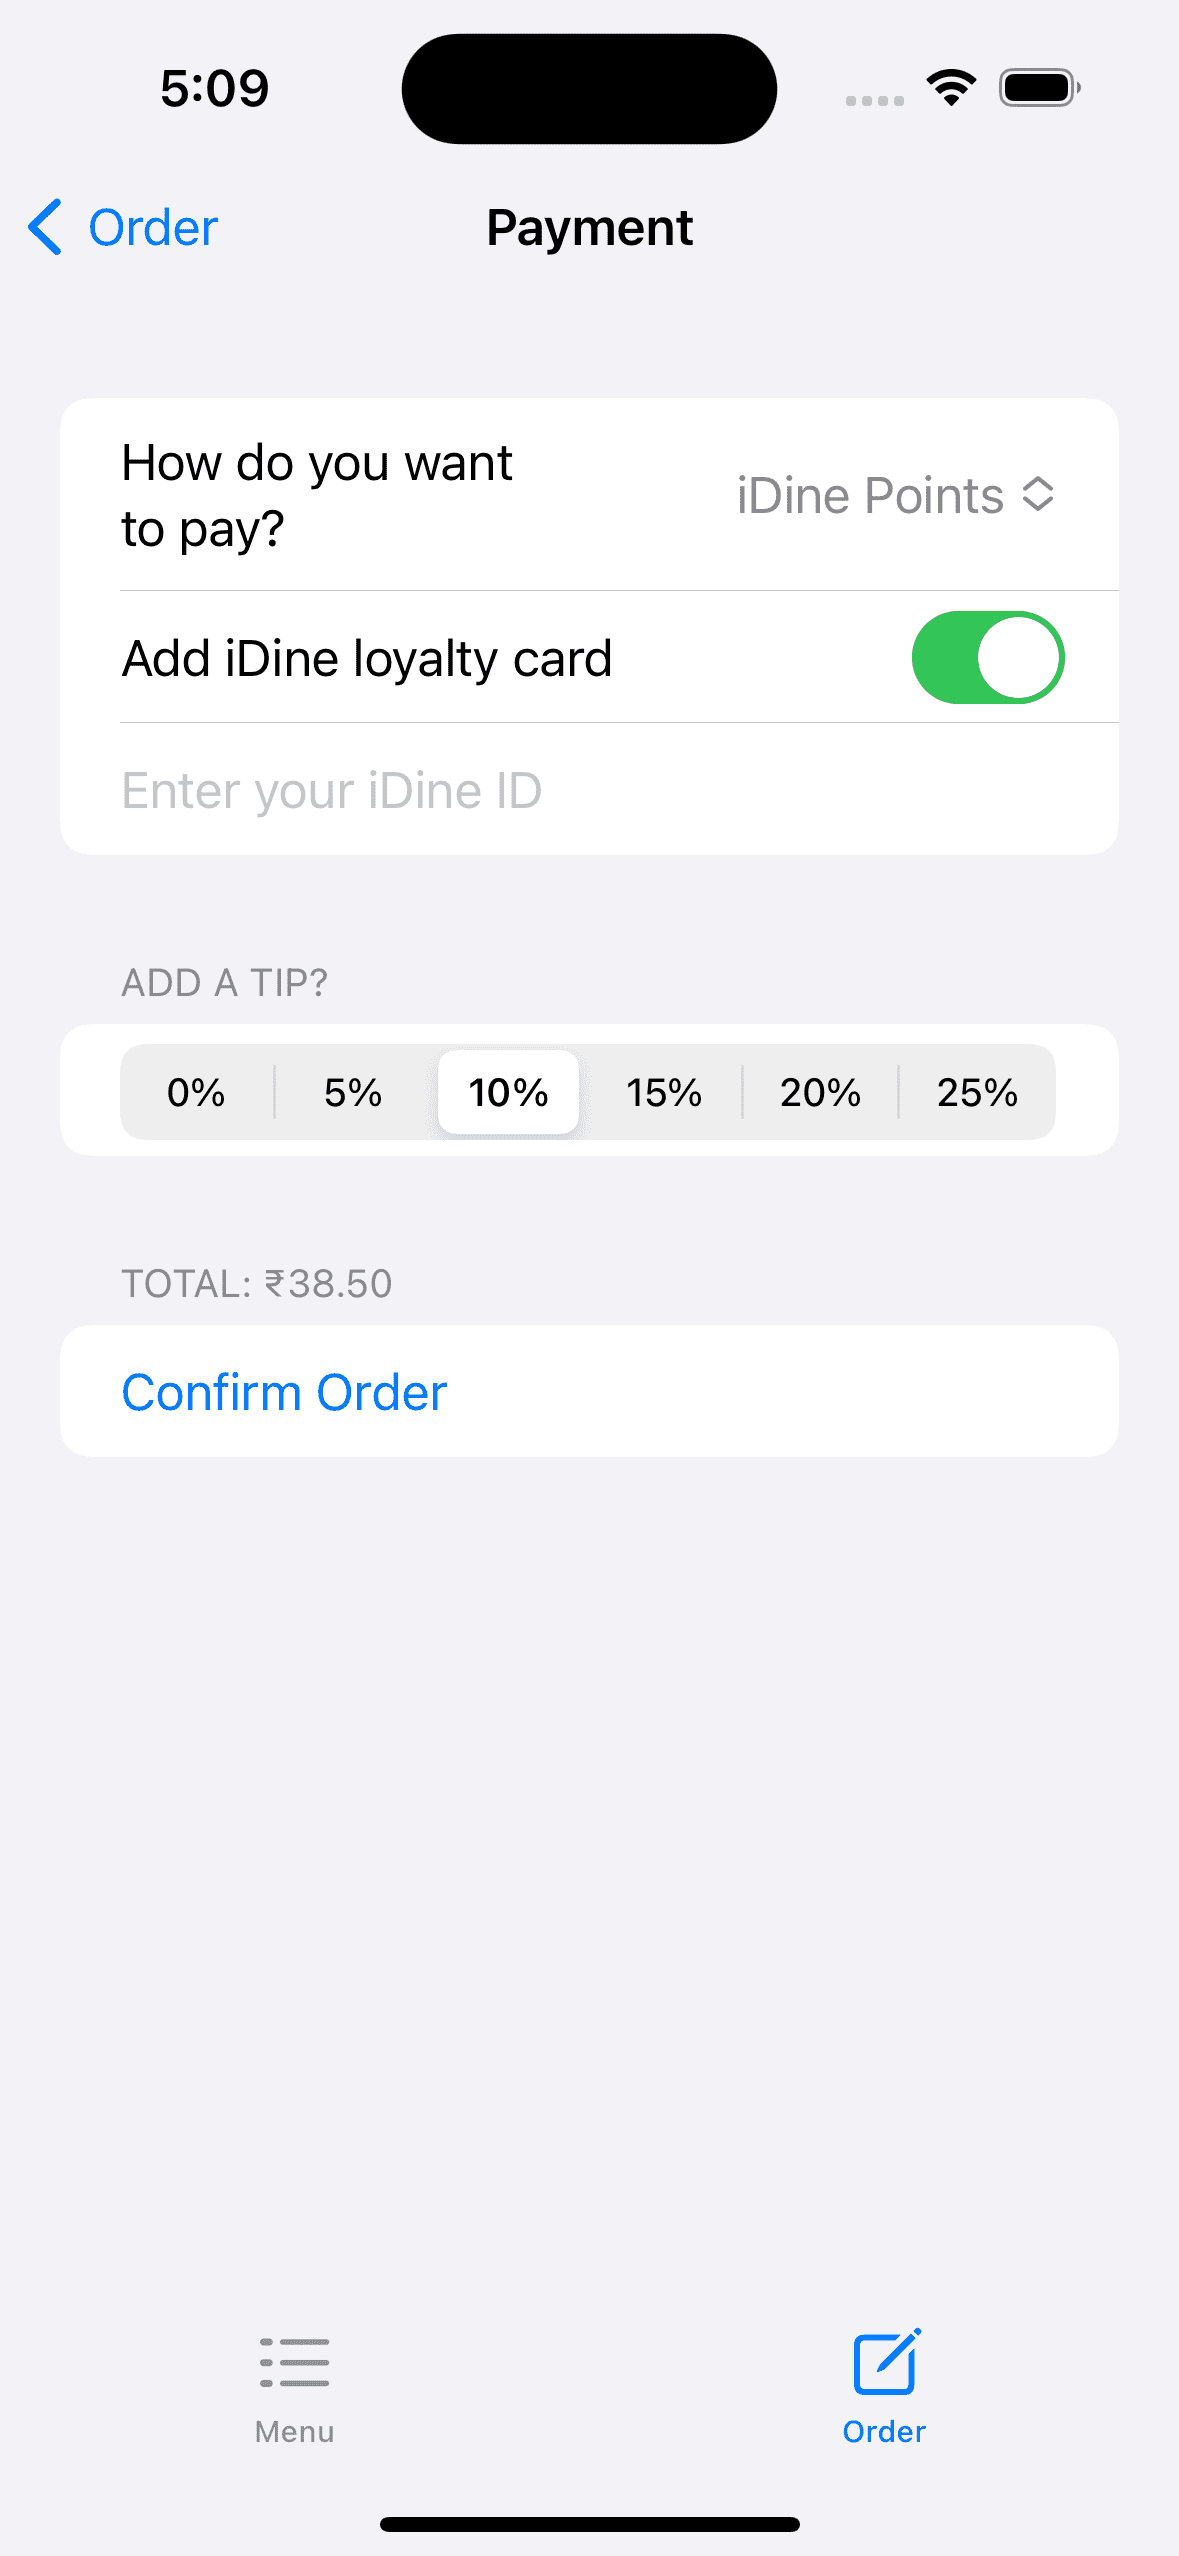 5:09
Order
Payment
How do you want
to pay?
iDine Points
Add iDine loyalty card
Enter your iDine ID
ADD A TIP?
0% 5% 10% 15% 20% 25%
TOTAL: ₹38.50
Confirm Order
Menu
Order